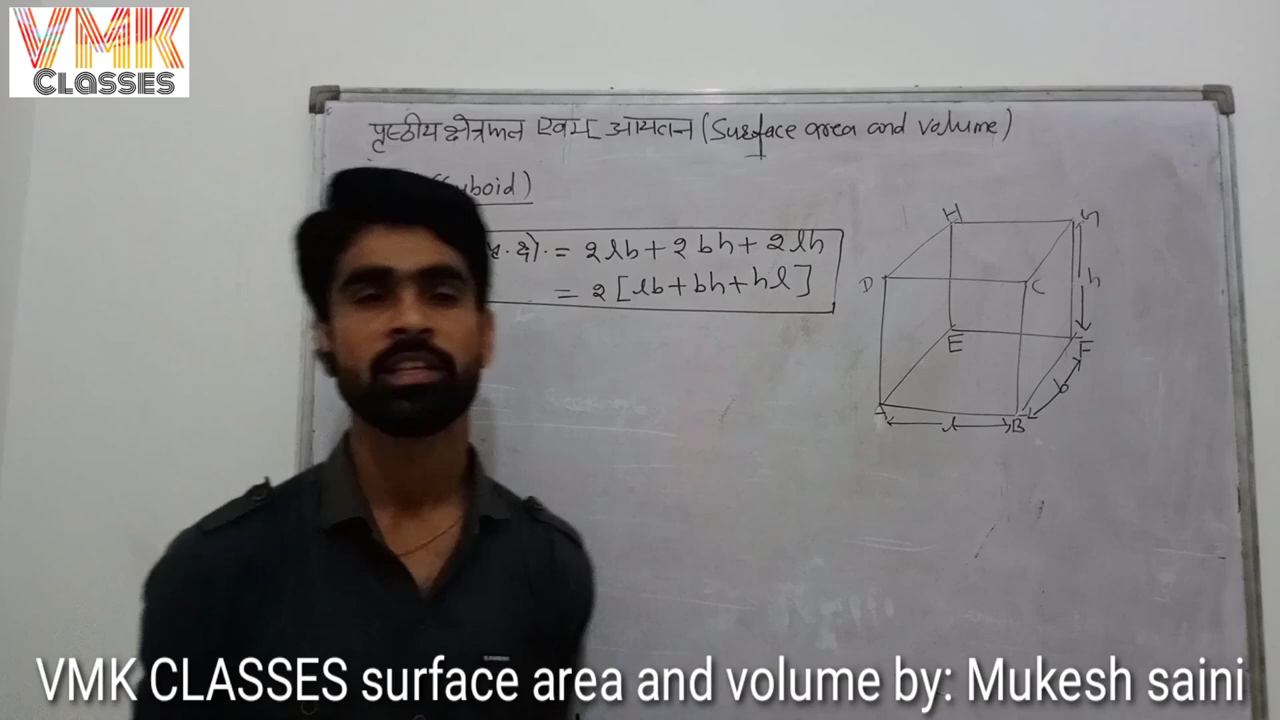 VMK
Classes
पृष्ठीय क्षेत्रफल एवम आयतन (Surface area and volume)
(Cuboid)
= 2lb + 2bh + 2lh
= 2[lb+bh+hl]
H
G
D
C
h
E
F
b
A
l
B
VMK CLASSES surface area and volume by: Mukesh saini